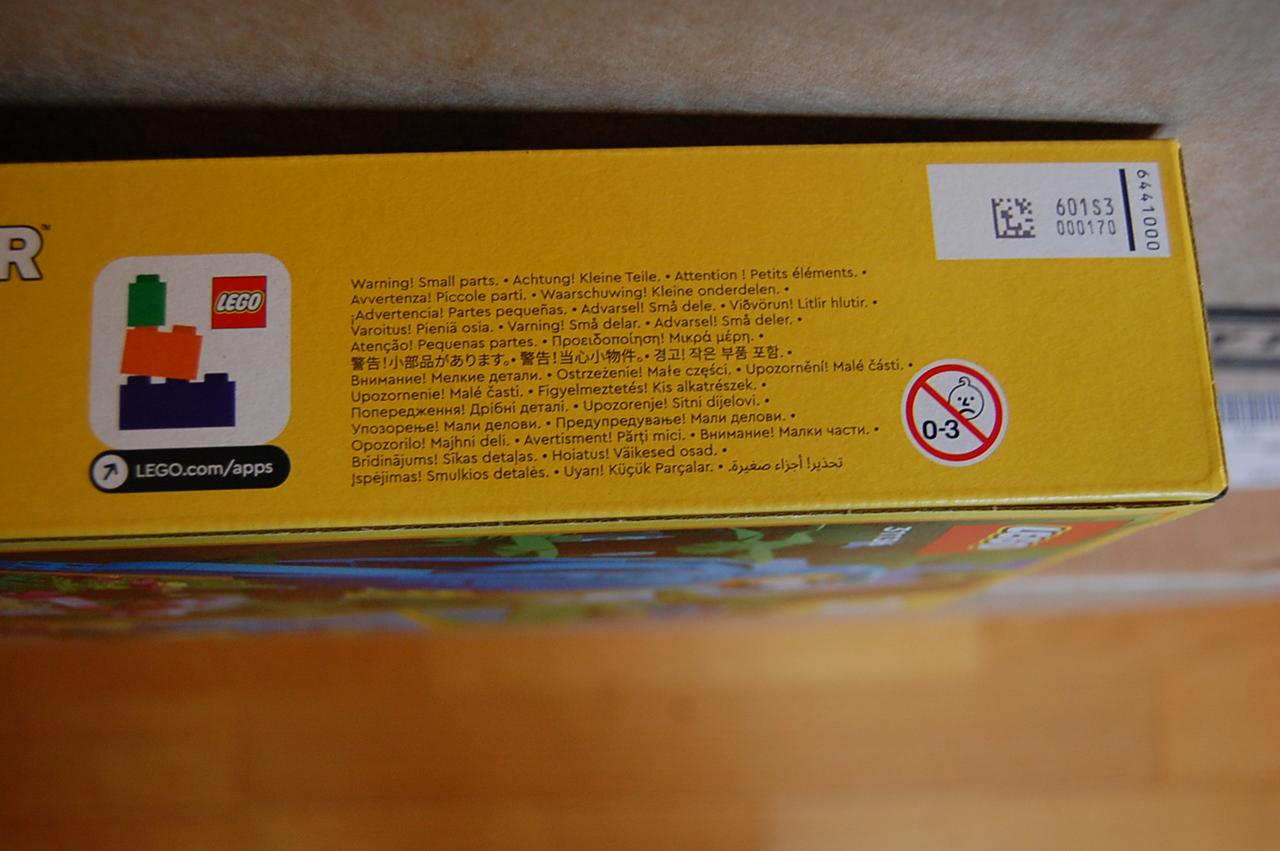 R™
LEGO
LEGO.com/apps
Warning! Small parts. • Achtung! Kleine Teile. • Attention ! Petits éléments. •
Avvertenza! Piccole parti. • Waarschuwing! Kleine onderdelen. •
¡Advertencia! Partes pequeñas. • Advarsel! Små dele. • Viðvörun! Litlir hlutir. •
Varoitus! Pieniä osia. • Varning! Små delar. • Advarsel! Små deler. •
Atenção! Pequenas partes. • Προειδοποίηση! Μικρά μέρη. •
警告!小部品があります。• 警告!当心小物件。• 경고! 작은 부품 포함. •
Внимание! Мелкие детали. • Ostrzeżenie! Małe części. • Upozornění! Malé části. •
Upozornenie! Malé časti. • Figyelmeztetés! Kis alkatrészek. •
Попередження! Дрібні деталі. • Upozorenje! Sitni dijelovi. •
Упозорење! Мали делови. • Предупредување! Мали делови. •
Opozorilo! Majhni deli. • Avertisment! Părți mici. • Внимание! Малки части. •
Brīdinājums! Sīkas detaļas. • Hoiatus! Väikesed osad. •
Įspėjimas! Smulkios detalės. • Uyarı! Küçük Parçalar. • تحذير! أجزاء صغيرة.
0-3
601S3
000170
6441000
LEGO